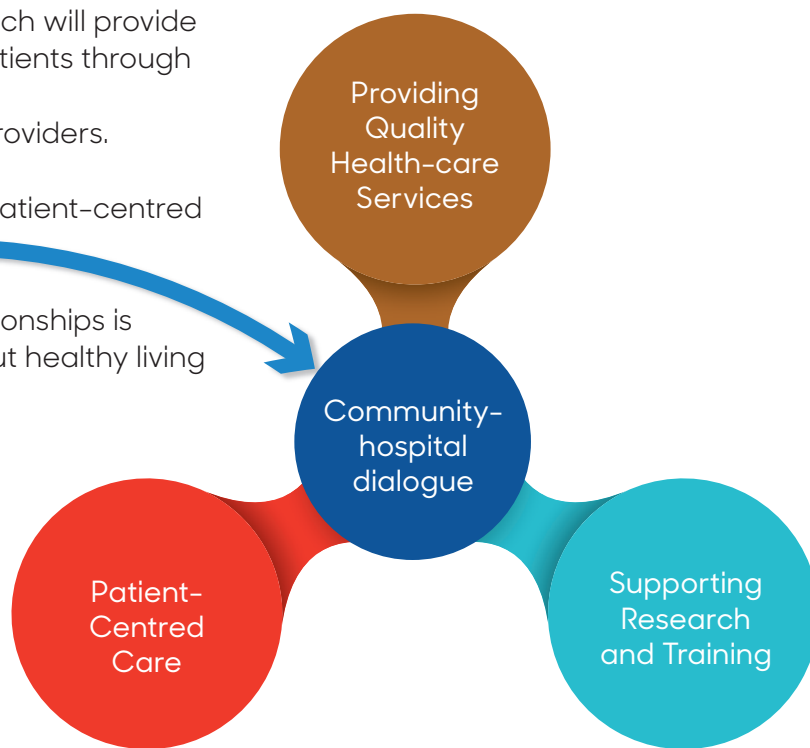 ch will provide
tients through
roviders.
atient-centred
onships is
ut healthy living
Providing
Quality
Health-care
Services
Community-
hospital
dialogue
Patient-
Centred
Care
Supporting
Research
and Training